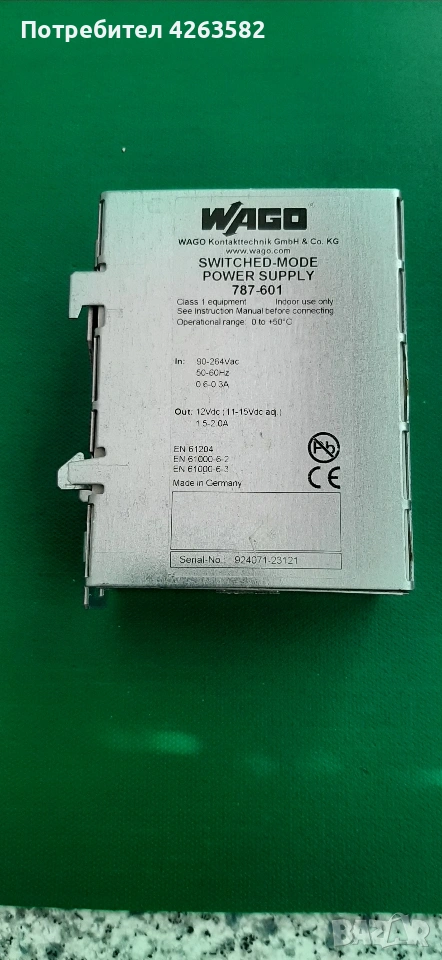 Потребител 4263582
WAGO
WAGO Kontakttechnik GmbH & Co. KG
www.wago.com
SWITCHED-MODE
POWER SUPPLY
787-601
Class 1 equipment Indoor use only
See Instruction Manual before connecting
Operational range: 0 to +50°C
In: 90-264Vac
50-60Hz
0.6-0.3A
Out: 12Vdc (11-15Vdc adj.)
1.5-2.0A
EN 61204
EN 61000-6-2
EN 61000-6-3
Pb
CE
Made in Germany
Serial-No.: 924071-23121
BAZAR